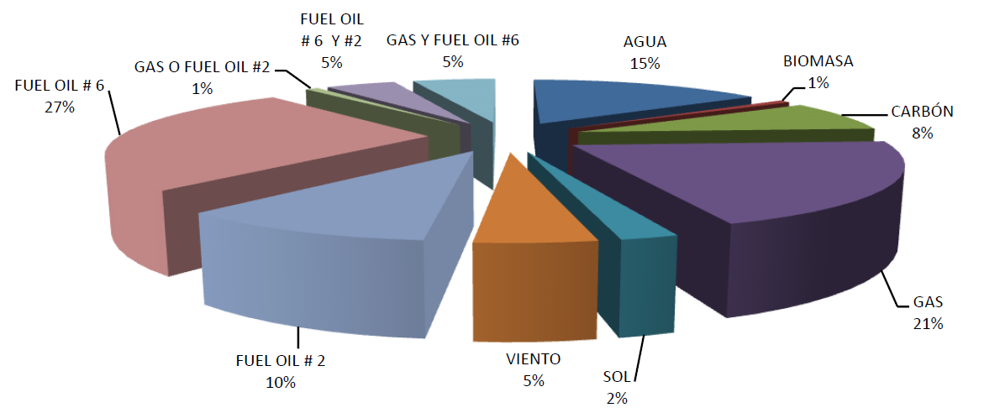 FUEL OIL
# 6 Y #2
5%
GAS Y FUEL OIL #6
5%
AGUA
15%
BIOMASA
1%
GAS O FUEL OIL #2
1%
FUEL OIL # 6
27%
CARBÓN
8%
GAS
21%
FUEL OIL # 2
10%
VIENTO
5%
SOL
2%